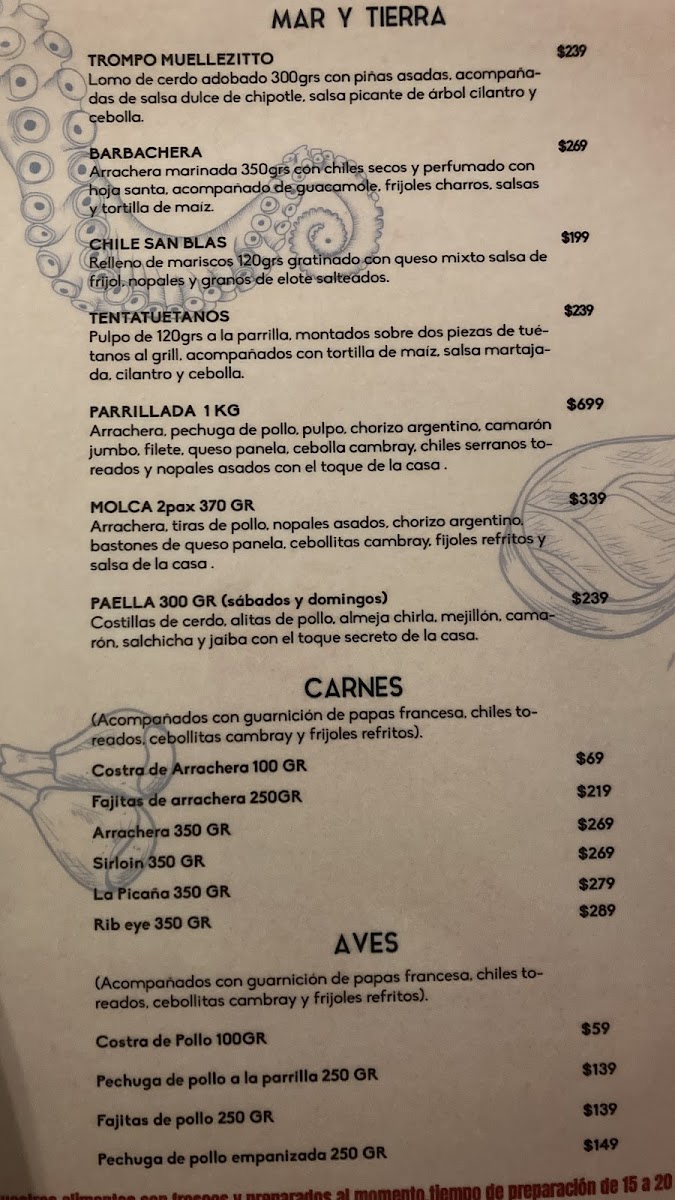 MAR Y TIERRA
TROMPO MUELLEZITTO $239
Lomo de cerdo adobado 300grs con piñas asadas, acompaña-
das de salsa dulce de chipotle, salsa picante de árbol cilantro y
cebolla.
BARBACHERA $269
Arrachera marinada 350grs con chiles secos y perfumado con
hoja santa, acompañado de guacamole, frijoles charros, salsas
y tortilla de maíz.
CHILE SAN BLAS $199
Relleno de mariscos 120grs gratinado con queso mixto salsa de
frijol, nopales y granos de elote salteados.
TENTATUETANOS $239
Pulpo de 120grs a la parrilla, montados sobre dos piezas de tué-
tanos al grill, acompañados con tortilla de maíz, salsa martaja-
da, cilantro y cebolla.
PARRILLADA 1 KG $699
Arrachera, pechuga de pollo, pulpo, chorizo argentino, camarón
jumbo, filete, queso panela, cebolla cambray, chiles serranos to-
reados y nopales asados con el toque de la casa .
MOLCA 2pax 370 GR $339
Arrachera, tiras de pollo, nopales asados, chorizo argentino,
bastones de queso panela, cebollitas cambray, fijoles refritos y
salsa de la casa .
PAELLA 300 GR (sábados y domingos) $239
Costillas de cerdo, alitas de pollo, almeja chirla, mejillón, cama-
rón, salchicha y jaiba con el toque secreto de la casa.
CARNES
(Acompañados con guarnición de papas francesa, chiles to-
reados, cebollitas cambray y frijoles refritos).
Costra de Arrachera 100 GR $69
Fajitas de arrachera 250GR $219
Arrachera 350 GR $269
Sirloin 350 GR $269
La Picaña 350 GR $279
Rib eye 350 GR $289
AVES
(Acompañados con guarnición de papas francesa, chiles to-
reados, cebollitas cambray y frijoles refritos).
Costra de Pollo 100GR $59
Pechuga de pollo a la parrilla 250 GR $139
Fajitas de pollo 250 GR $139
Pechuga de pollo empanizada 250 GR $149
alimentos son frescos y preparados al momento tiempo de preparación de 15 a 20